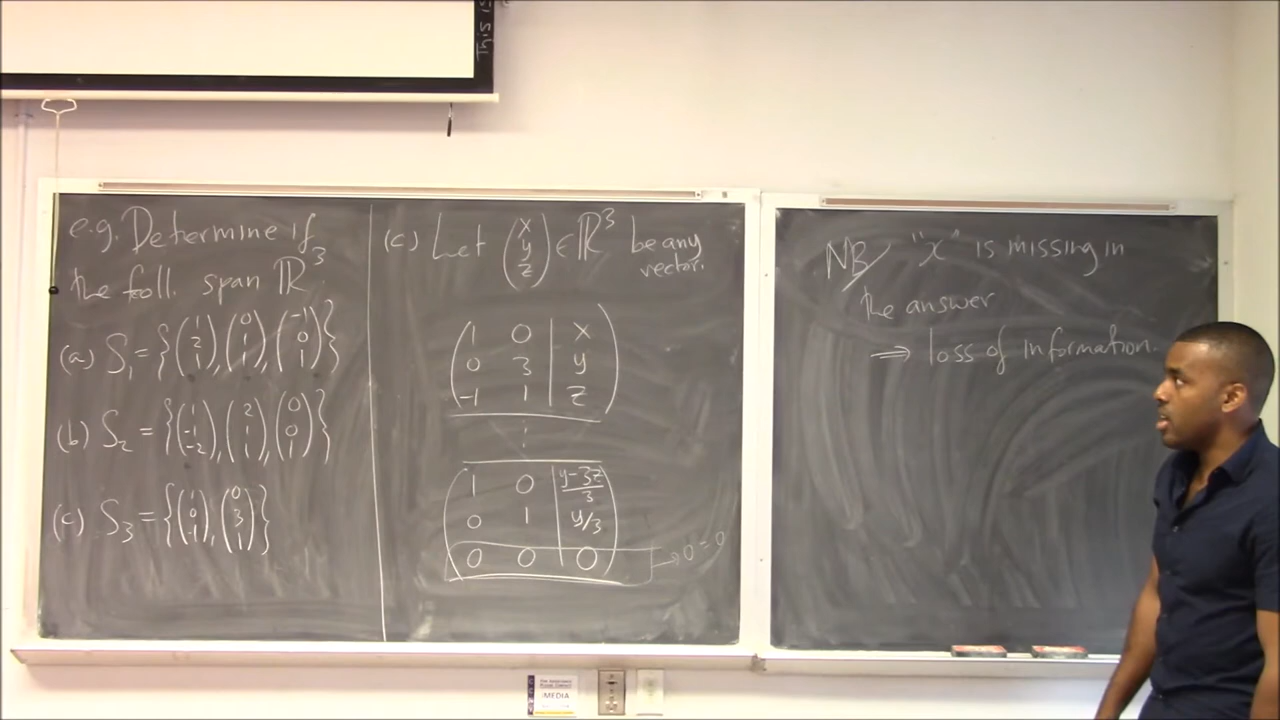 This is
e.g. Determine if
the foll. span ℝ³
(a) S₁ = {(1 2 1), (0 1 1), (-1 0 1)}
(b) S₂ = {(1 -1 -2), (2 1 1), (0 0 1)}
(c) S₃ = {(1 0 -1), (0 3 1)}
(c) Let (x y z) ∈ ℝ³ be any
vector.
1 0 | x
0 3 | y
-1 1 | z
⋮
1 0 | y-3z/3
0 1 | y/3
0 0 | 0 → 0=0
NB/ "x" is missing in
the answer
⇒ loss of information.
iMEDIA